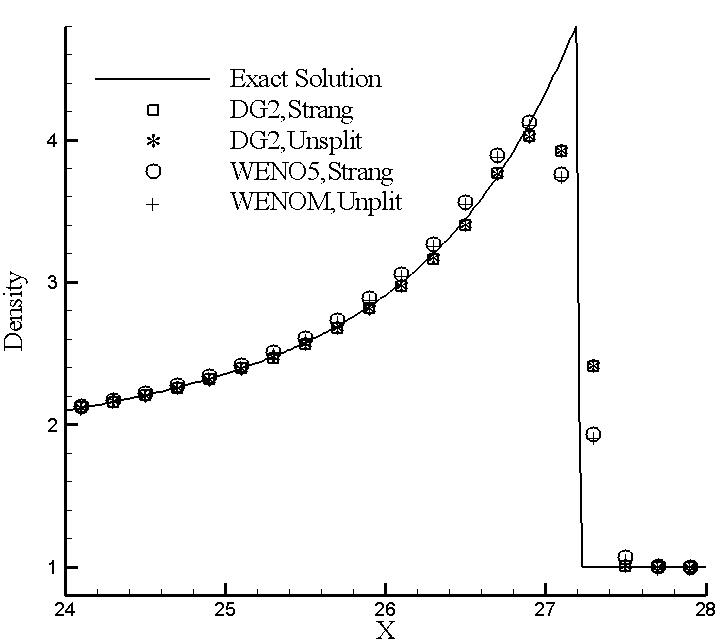 Exact Solution
DG2,Strang
DG2,Unsplit
WENO5,Strang
WENOM,Unplit
4
3
2
1
Density
24
25
26
27
28
X